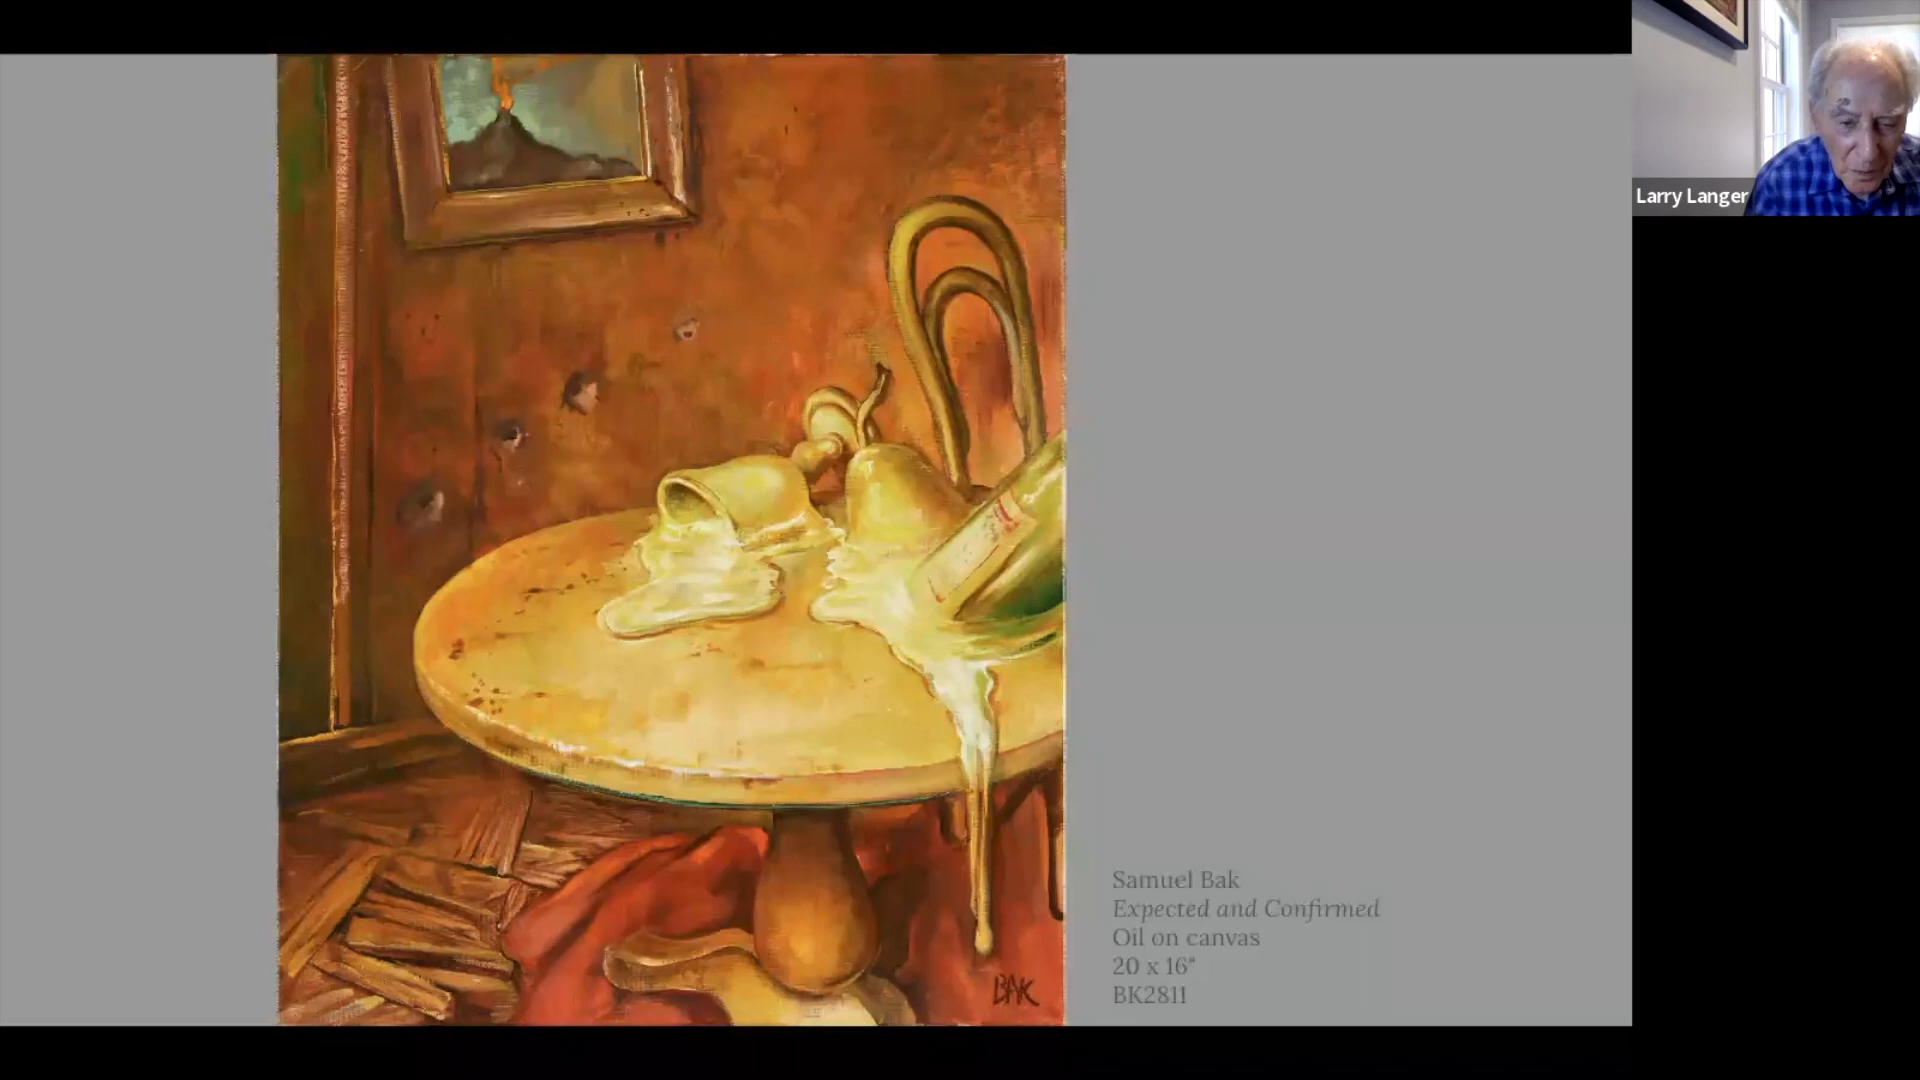 Larry Langer
BAK
Samuel Bak
Expected and Confirmed
Oil on canvas
20 x 16"
BK2811